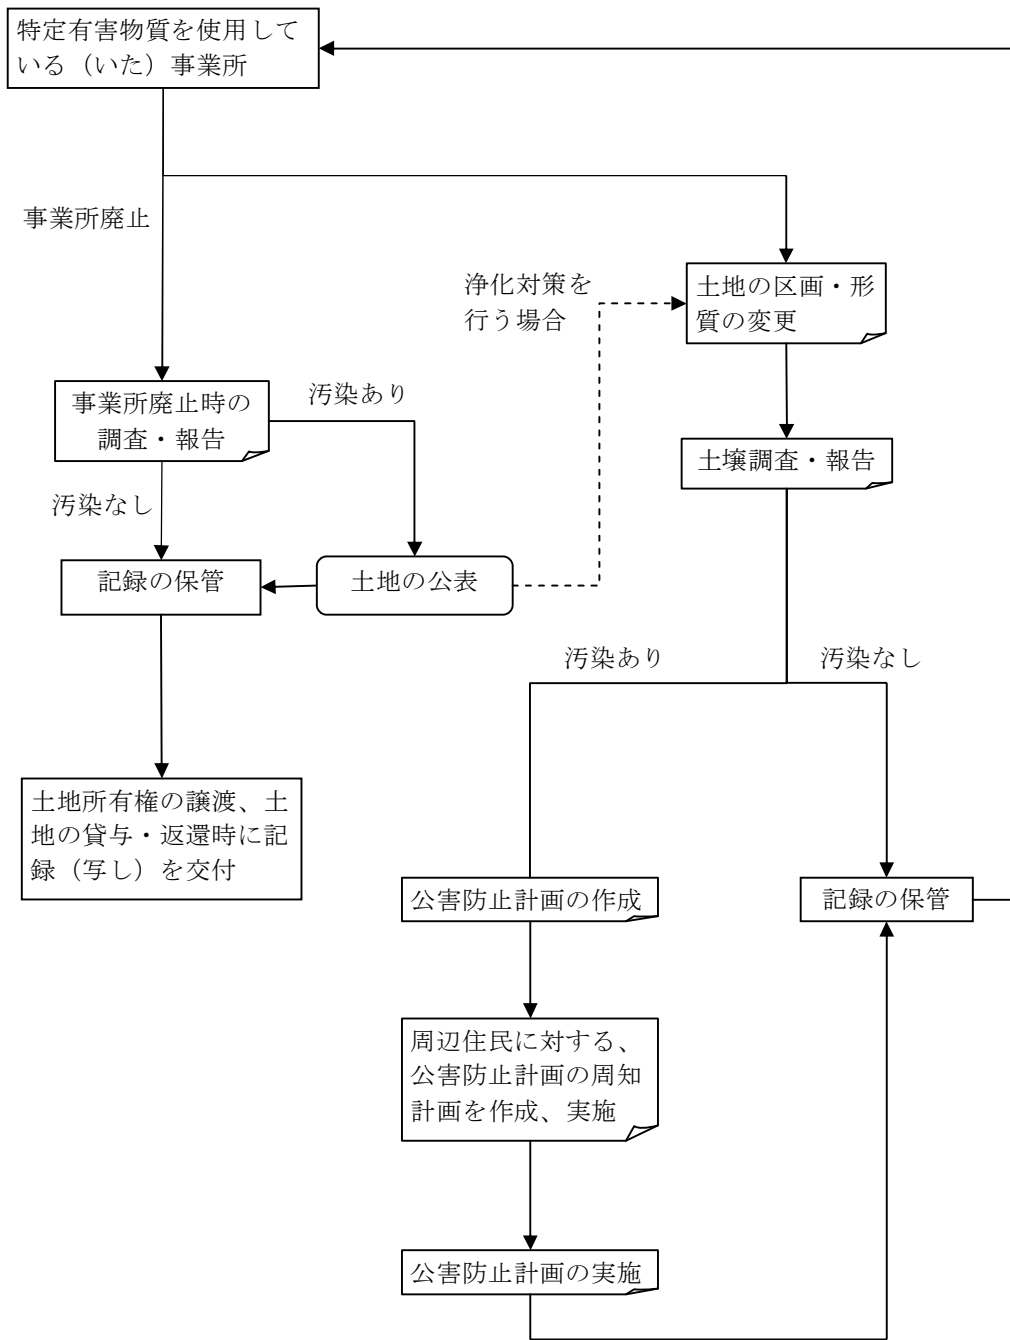 特定有害物質を使用して
いる（いた）事業所
事業所廃止
浄化対策を
行う場合
土地の区画・形
質の変更
事業所廃止時の
調査・報告
汚染あり
土壌調査・報告
汚染なし
記録の保管
土地の公表
汚染あり
汚染なし
土地所有権の譲渡、土
地の貸与・返還時に記
録（写し）を交付
公害防止計画の作成
記録の保管
周辺住民に対する、
公害防止計画の周知
計画を作成、実施
公害防止計画の実施